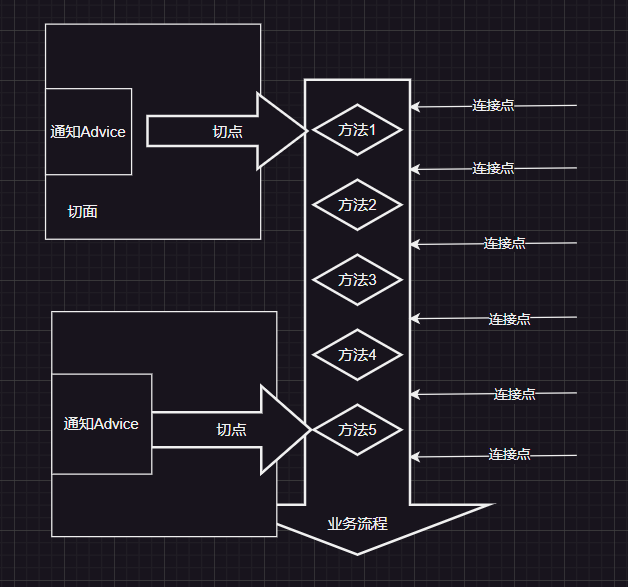 通知Advice
切点
切面
方法1
方法2
方法3
方法4
方法5
连接点
连接点
连接点
连接点
连接点
连接点
通知Advice
切点
业务流程